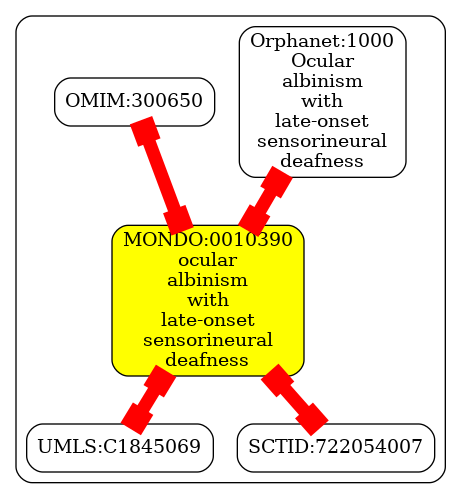 OMIM:300650
Orphanet:1000
Ocular
albinism
with
late-onset
sensorineural
deafness
MONDO:0010390
ocular
albinism
with
late-onset
sensorineural
deafness
UMLS:C1845069
SCTID:722054007